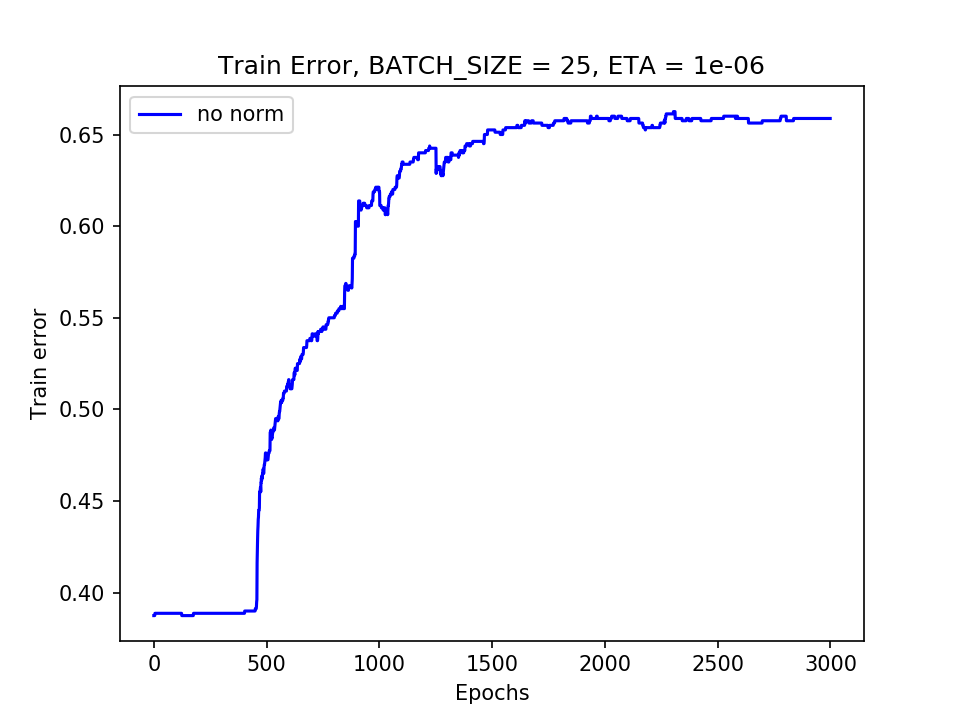 Train Error, BATCH_SIZE = 25, ETA = 1e-06
no norm
0.65
0.60
0.55
0.50
0.45
0.40
Train error
0 500 1000 1500 2000 2500 3000
Epochs